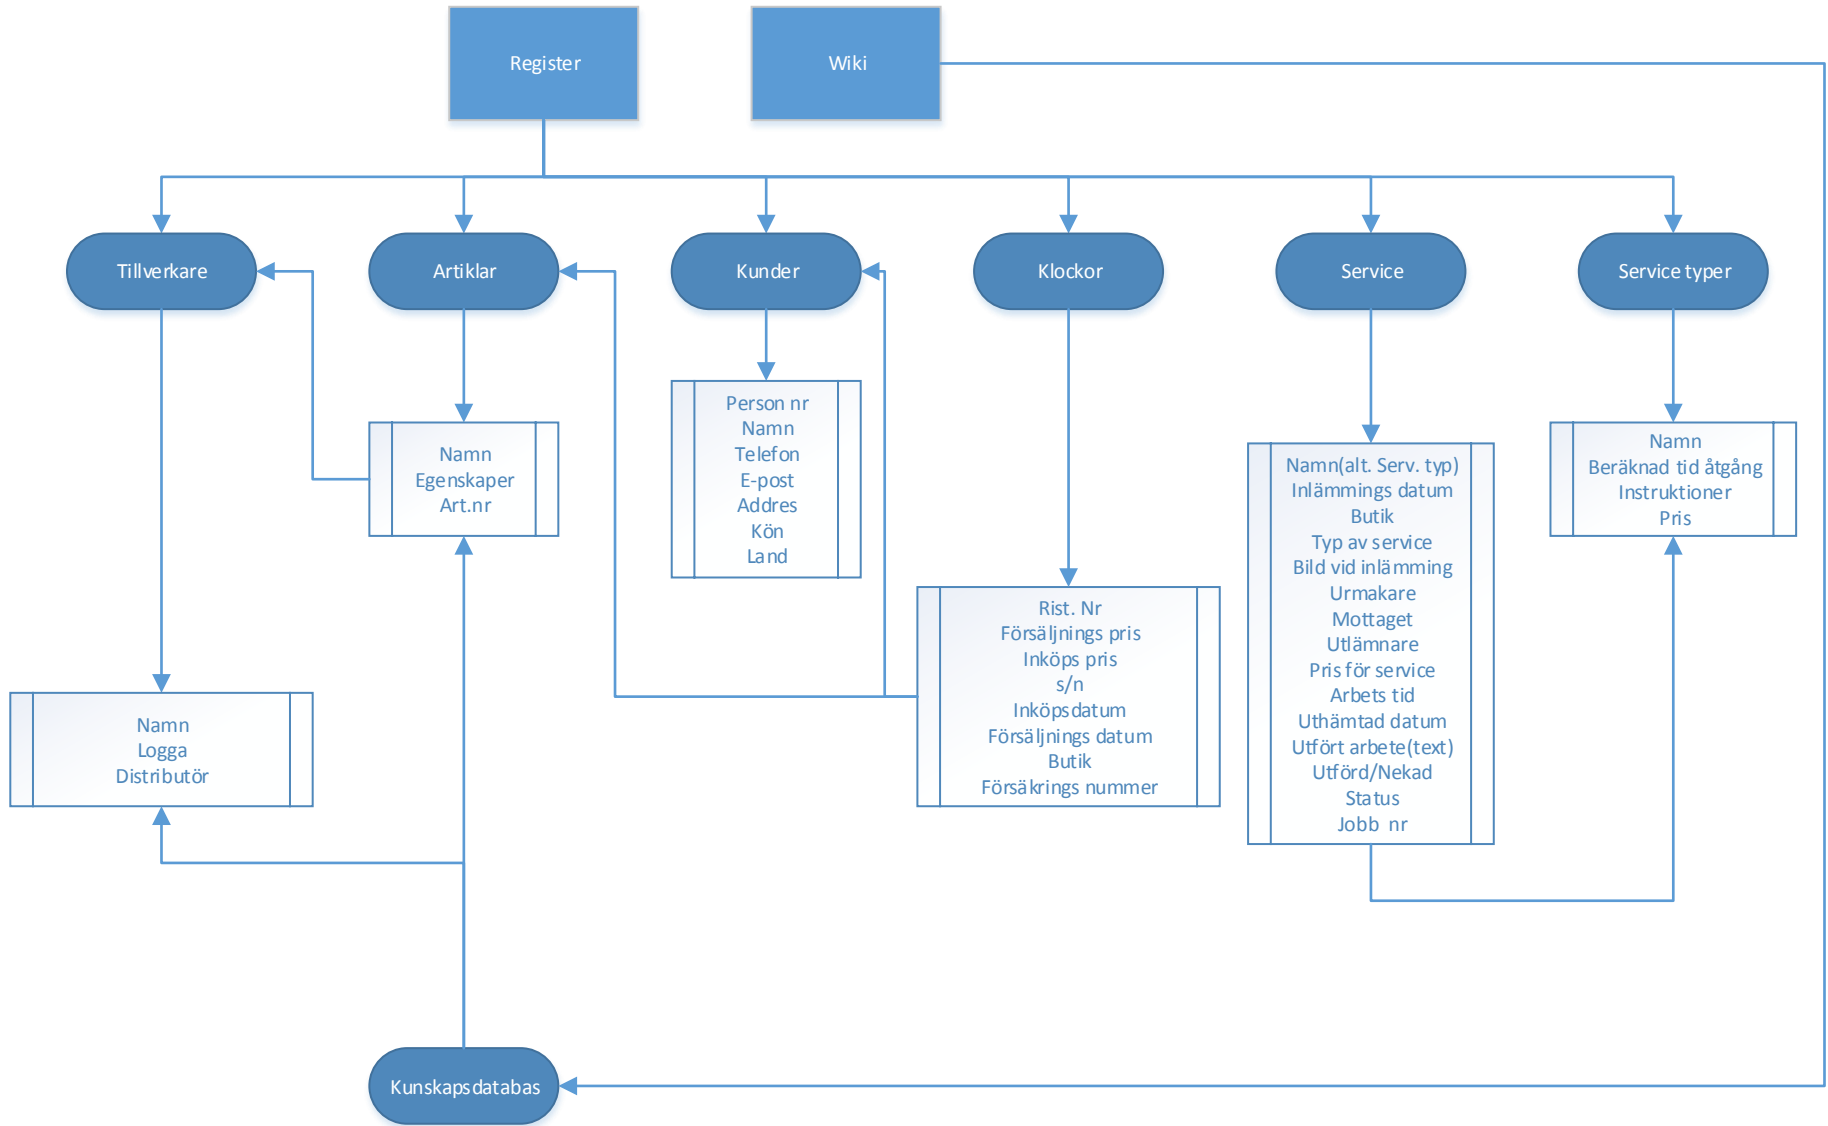 Register
Wiki
Tillverkare
Artiklar
Kunder
Klockor
Service
Service typer
Person nr
Namn
Telefon
E-post
Addres
Kön
Land
Namn
Egenskaper
Art.nr
Namn
Beräknad tid åtgång
Instruktioner
Pris
Namn(alt. Serv. typ)
Inlämmings datum
Butik
Typ av service
Bild vid inlämming
Urmakare
Mottaget
Utlämnare
Pris för service
Arbets tid
Uthämtad datum
Utfört arbete(text)
Utförd/Nekad
Status
Jobb nr
Rist. Nr
Försäljnings pris
Inköps pris
s/n
Inköpsdatum
Försäljnings datum
Butik
Försäkrings nummer
Namn
Logga
Distributör
Kunskapsdatabas